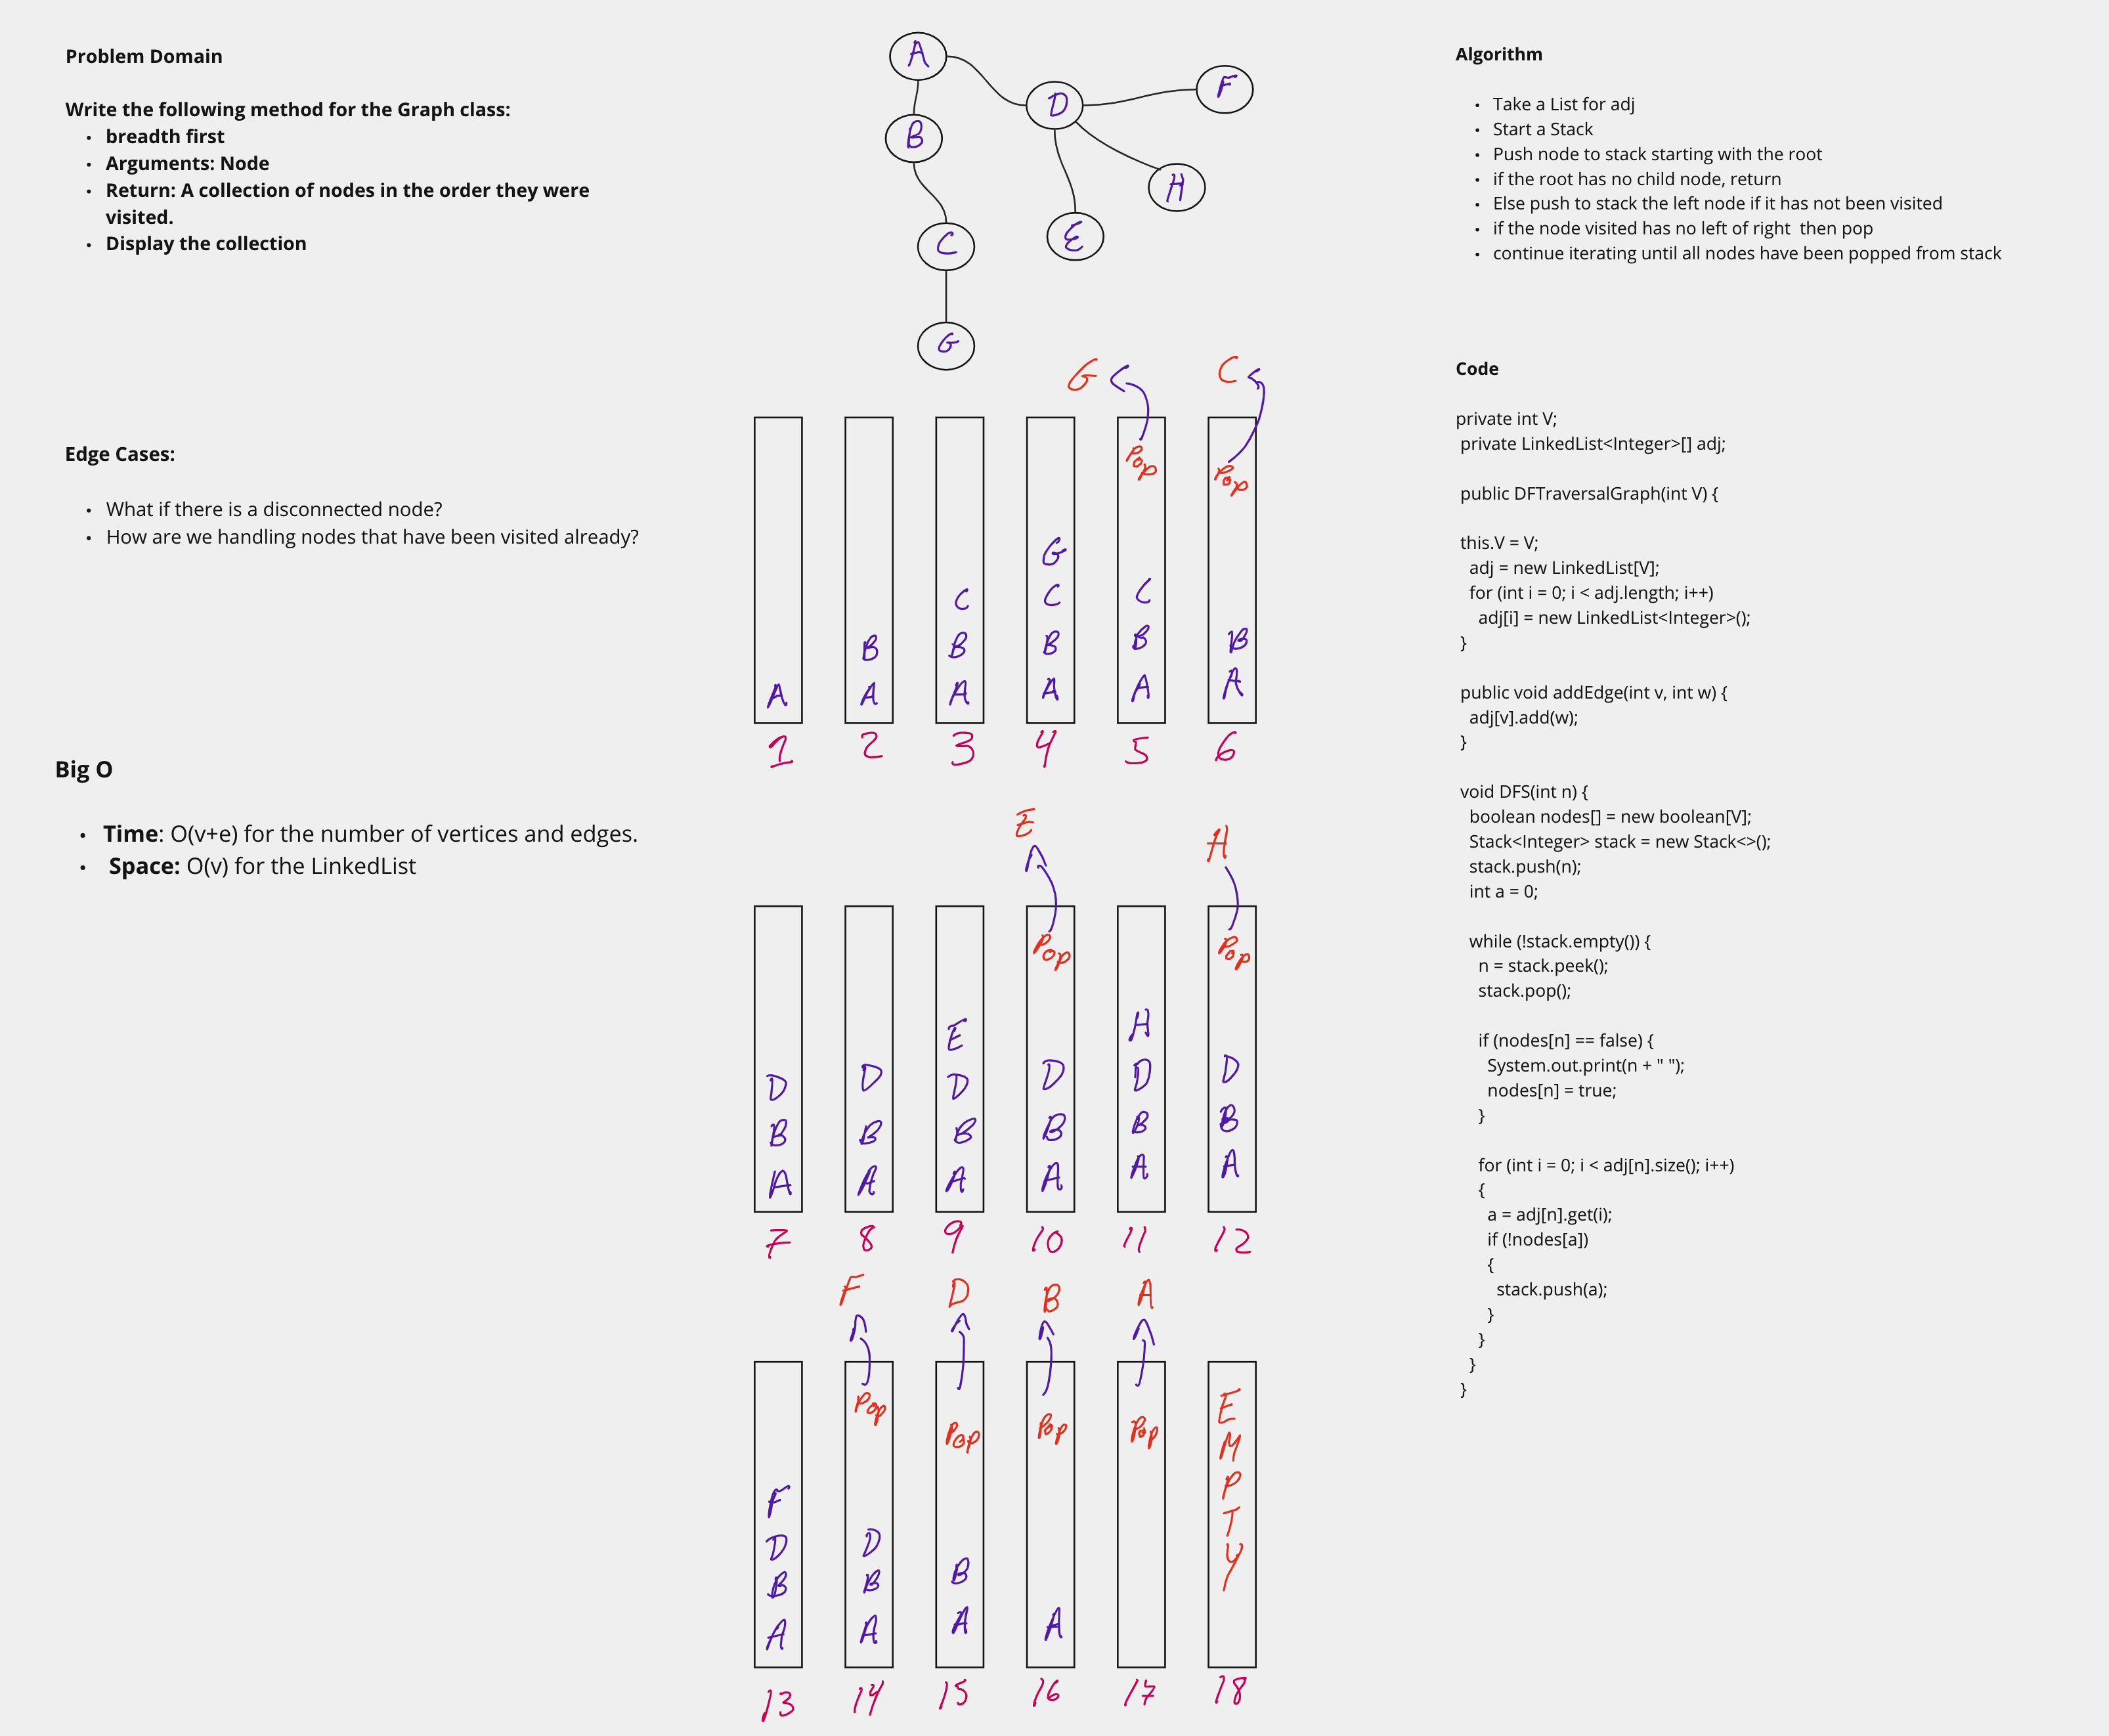 Problem Domain
Write the following method for the Graph class:
• breadth first
• Arguments: Node
• Return: A collection of nodes in the order they were
visited.
• Display the collection
Edge Cases:
• What if there is a disconnected node?
• How are we handling nodes that have been visited already?
Big O
• Time: O(v+e) for the number of vertices and edges.
• Space: O(v) for the LinkedList
A
B
C
G
D
F
H
E
G C
Pop Pop
G
C C C
B B B B B
A A A A A A
1 2 3 4 5 6
E H
Pop Pop
E H
D D D D D D
B B B B B B
A A A A A A
7 8 9 10 11 12
F D B A
Pop Pop Pop Pop
F
D D
B B B
A A A A
E
M
P
T
Y
13 14 15 16 17 18
Algorithm
• Take a List for adj
• Start a Stack
• Push node to stack starting with the root
• if the root has no child node, return
• Else push to stack the left node if it has not been visited
• if the node visited has no left of right  then pop
• continue iterating until all nodes have been popped from stack
Code
private int V;
private LinkedList<Integer>[] adj;
public DFTraversalGraph(int V) {
this.V = V;
adj = new LinkedList[V];
for (int i = 0; i < adj.length; i++)
adj[i] = new LinkedList<Integer>();
}
public void addEdge(int v, int w) {
adj[v].add(w);
}
void DFS(int n) {
boolean nodes[] = new boolean[V];
Stack<Integer> stack = new Stack<>();
stack.push(n);
int a = 0;
while (!stack.empty()) {
n = stack.peek();
stack.pop();
if (nodes[n] == false) {
System.out.print(n + " ");
nodes[n] = true;
}
for (int i = 0; i < adj[n].size(); i++)
{
a = adj[n].get(i);
if (!nodes[a])
{
stack.push(a);
}
}
}
}